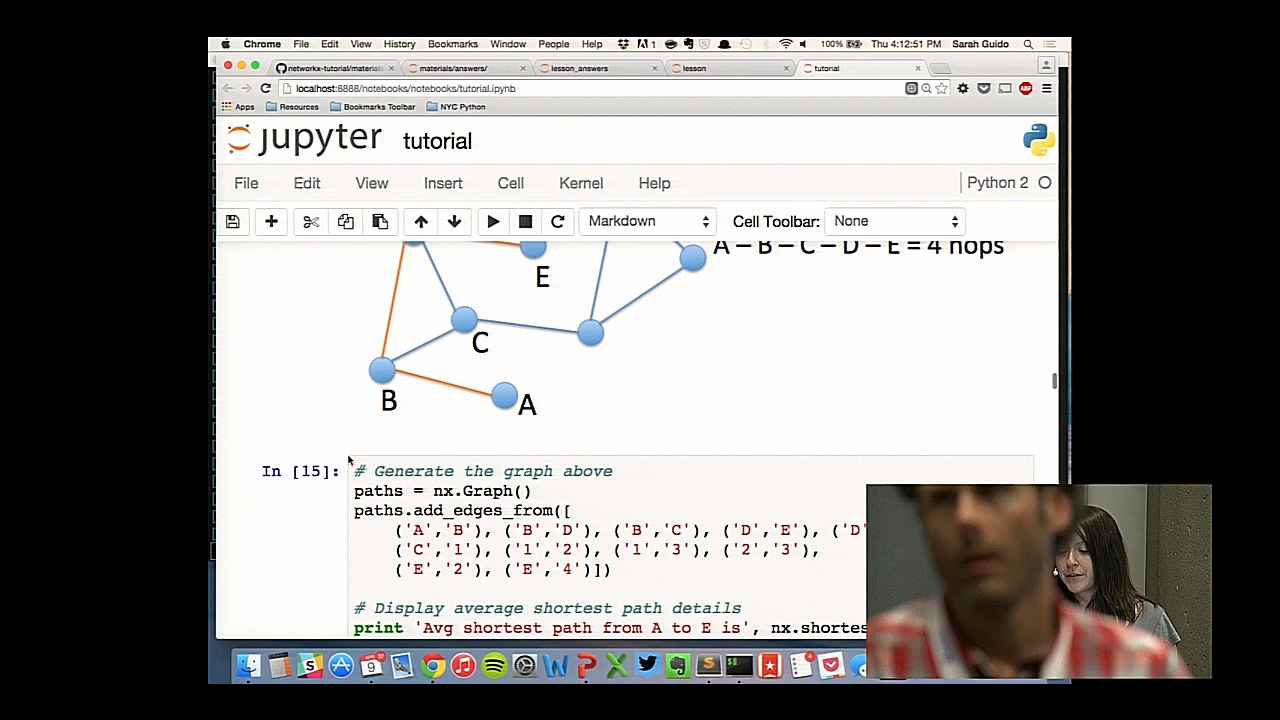 Chrome File Edit View History Bookmarks Window People Help 1 100% Thu 4:12:51 PM Sarah Guido
networkx-tutorial/materials materials/answers/ lesson_answers lesson tutorial
localhost:8888/notebooks/notebooks/tutorial.ipynb
Apps Resources Bookmarks Toolbar NYC Python
jupyter tutorial
File Edit View Insert Cell Kernel Help Python 2
Markdown Cell Toolbar: None
A – B – C – D – E = 4 hops
E
C
B
A
In [15]: # Generate the graph above
paths = nx.Graph()
paths.add_edges_from([
('A','B'), ('B','D'), ('B','C'), ('D','E'), ('D'
('C','1'), ('1','2'), ('1','3'), ('2','3'),
('E','2'), ('E','4')])
# Display average shortest path details
print 'Avg shortest path from A to E is', nx.shortes